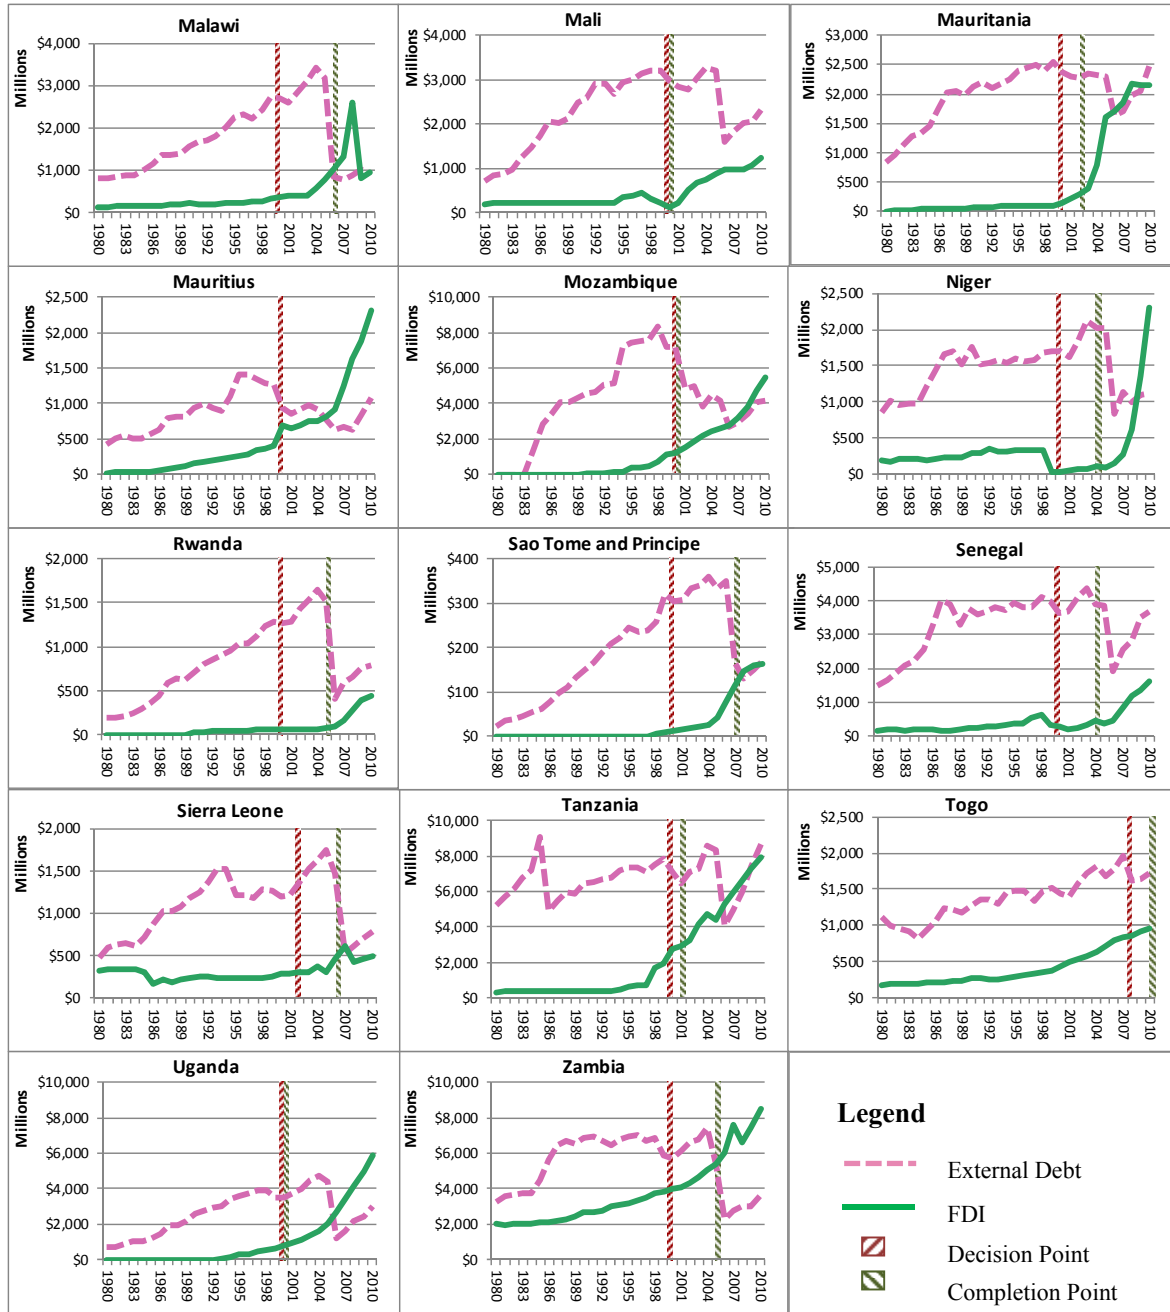 Malawi
Millions
$4,000
$3,000
$2,000
$1,000
$0
1980 1983 1986 1989 1992 1995 1998 2001 2004 2007 2010
Mali
Millions
$4,000
$3,000
$2,000
$1,000
$0
1980 1983 1986 1989 1992 1995 1998 2001 2004 2007 2010
Mauritania
Millions
$3,000
$2,500
$2,000
$1,500
$1,000
$500
$0
1980 1983 1986 1989 1992 1995 1998 2001 2004 2007 2010
Mauritius
Millions
$2,500
$2,000
$1,500
$1,000
$500
$0
1980 1983 1986 1989 1992 1995 1998 2001 2004 2007 2010
Mozambique
Millions
$10,000
$8,000
$6,000
$4,000
$2,000
$0
1980 1983 1986 1989 1992 1995 1998 2001 2004 2007 2010
Niger
Millions
$2,500
$2,000
$1,500
$1,000
$500
$0
1980 1983 1986 1989 1992 1995 1998 2001 2004 2007 2010
Rwanda
Millions
$2,000
$1,500
$1,000
$500
$0
1980 1983 1986 1989 1992 1995 1998 2001 2004 2007 2010
Sao Tome and Principe
Millions
$400
$300
$200
$100
$0
1980 1983 1986 1989 1992 1995 1998 2001 2004 2007 2010
Senegal
Millions
$5,000
$4,000
$3,000
$2,000
$1,000
$0
1980 1983 1986 1989 1992 1995 1998 2001 2004 2007 2010
Sierra Leone
Millions
$2,000
$1,500
$1,000
$500
$0
1980 1983 1986 1989 1992 1995 1998 2001 2004 2007 2010
Tanzania
Millions
$10,000
$8,000
$6,000
$4,000
$2,000
$0
1980 1983 1986 1989 1992 1995 1998 2001 2004 2007 2010
Togo
Millions
$2,500
$2,000
$1,500
$1,000
$500
$0
1980 1983 1986 1989 1992 1995 1998 2001 2004 2007 2010
Uganda
Millions
$10,000
$8,000
$6,000
$4,000
$2,000
$0
1980 1983 1986 1989 1992 1995 1998 2001 2004 2007 2010
Zambia
Millions
$10,000
$8,000
$6,000
$4,000
$2,000
$0
1980 1983 1986 1989 1992 1995 1998 2001 2004 2007 2010
Legend
External Debt
FDI
Decision Point
Completion Point